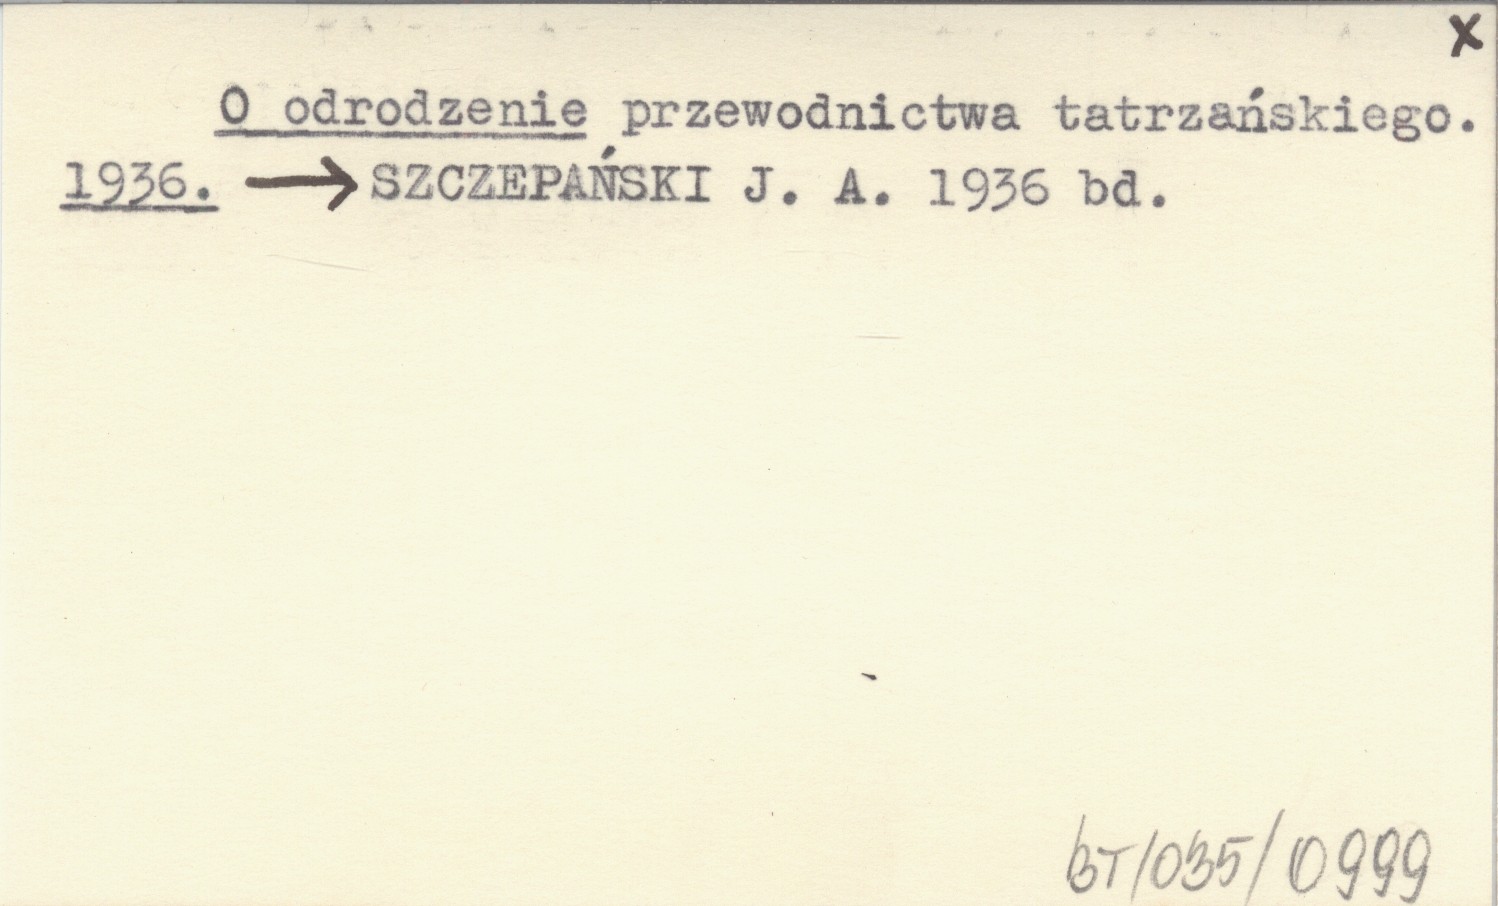 x
O odrodzenie przewodnictwa tatrzańskiego.
1936. → SZCZEPAŃSKI J. A. 1936 bd.
BT/035/0999